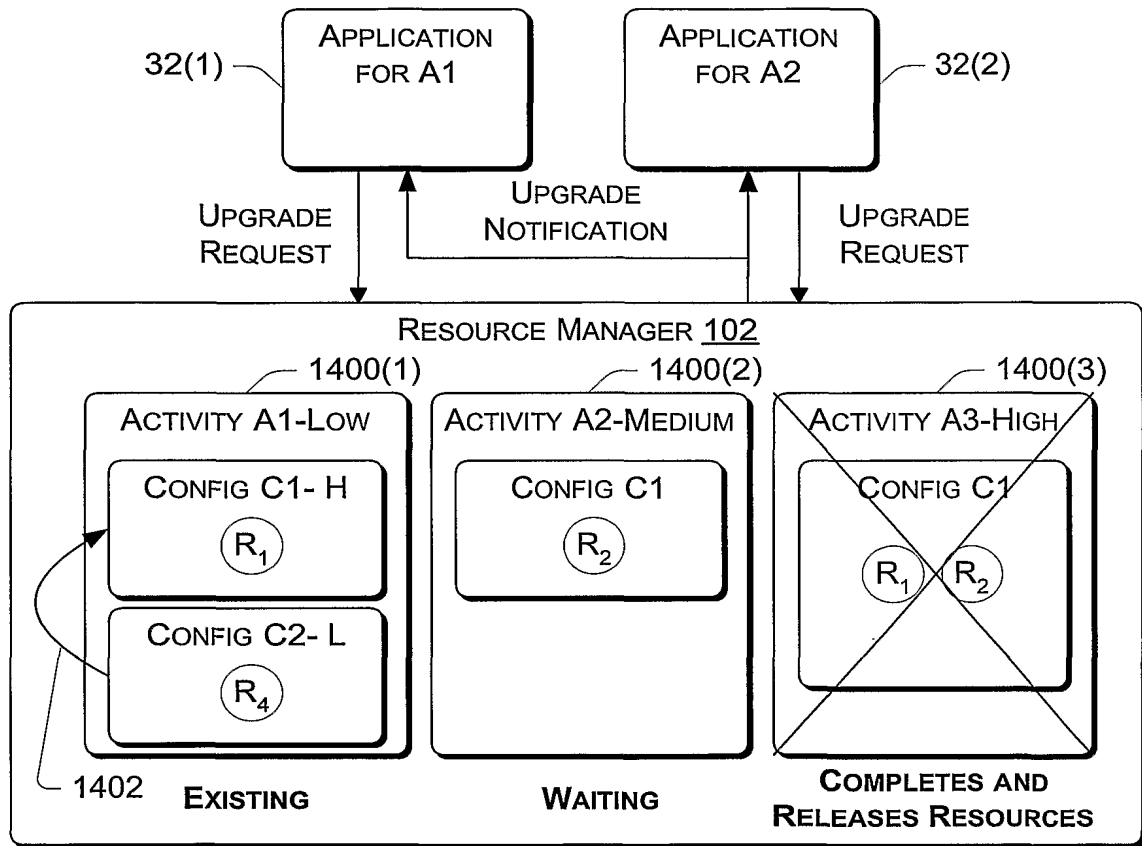 APPLICATION
FOR A1
32(1)
APPLICATION
FOR A2
32(2)
UPGRADE
REQUEST
UPGRADE
NOTIFICATION
UPGRADE
REQUEST
RESOURCE MANAGER 102
1400(1)
1400(2)
1400(3)
ACTIVITY A1-LOW
CONFIG C1- H
R1
CONFIG C2- L
R4
1402
EXISTING
ACTIVITY A2-MEDIUM
CONFIG C1
R2
WAITING
ACTIVITY A3-HIGH
CONFIG C1
R1 R2
COMPLETES AND
RELEASES RESOURCES